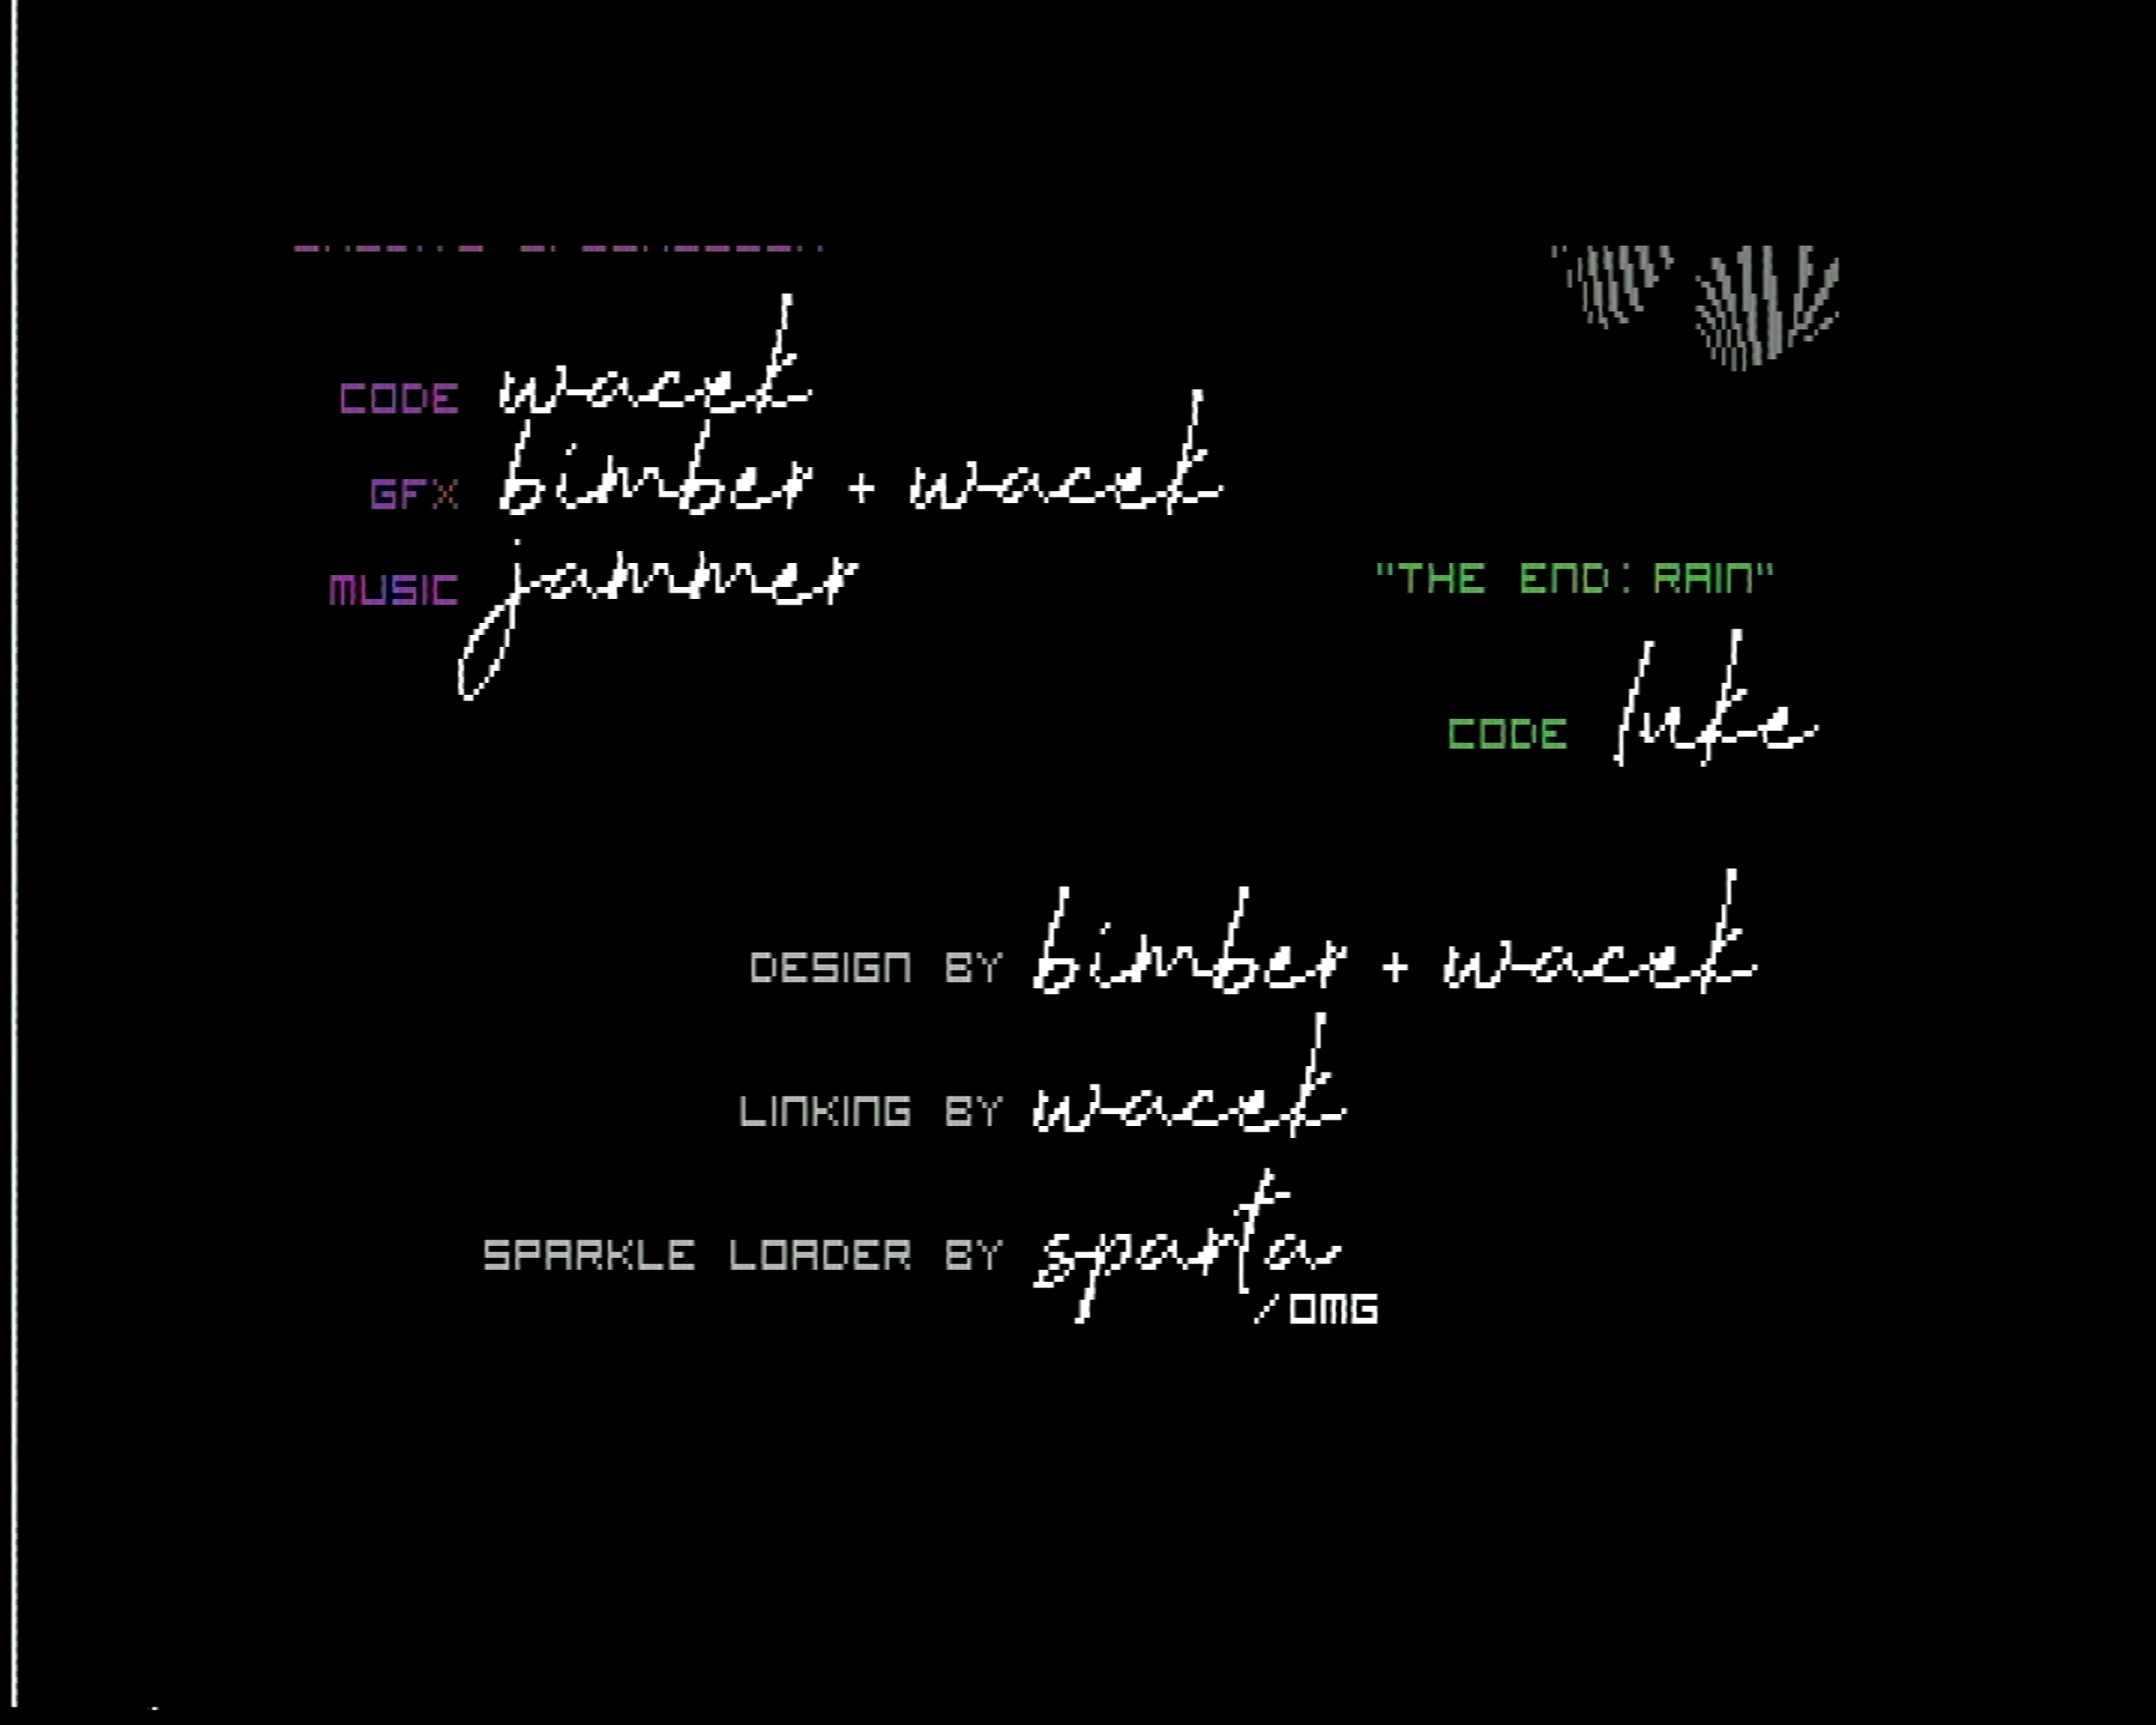 CODE wacek
GFX bimber + wacek
MUSIC jammer
"THE END: RAIN"
CODE luke
DESIGN BY bimber + wacek
LINKING BY wacek
SPARKLE LOADER BY sparta
/OMG